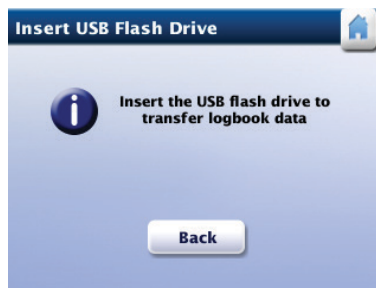 Insert USB Flash Drive
Insert the USB flash drive to
transfer logbook data
Back